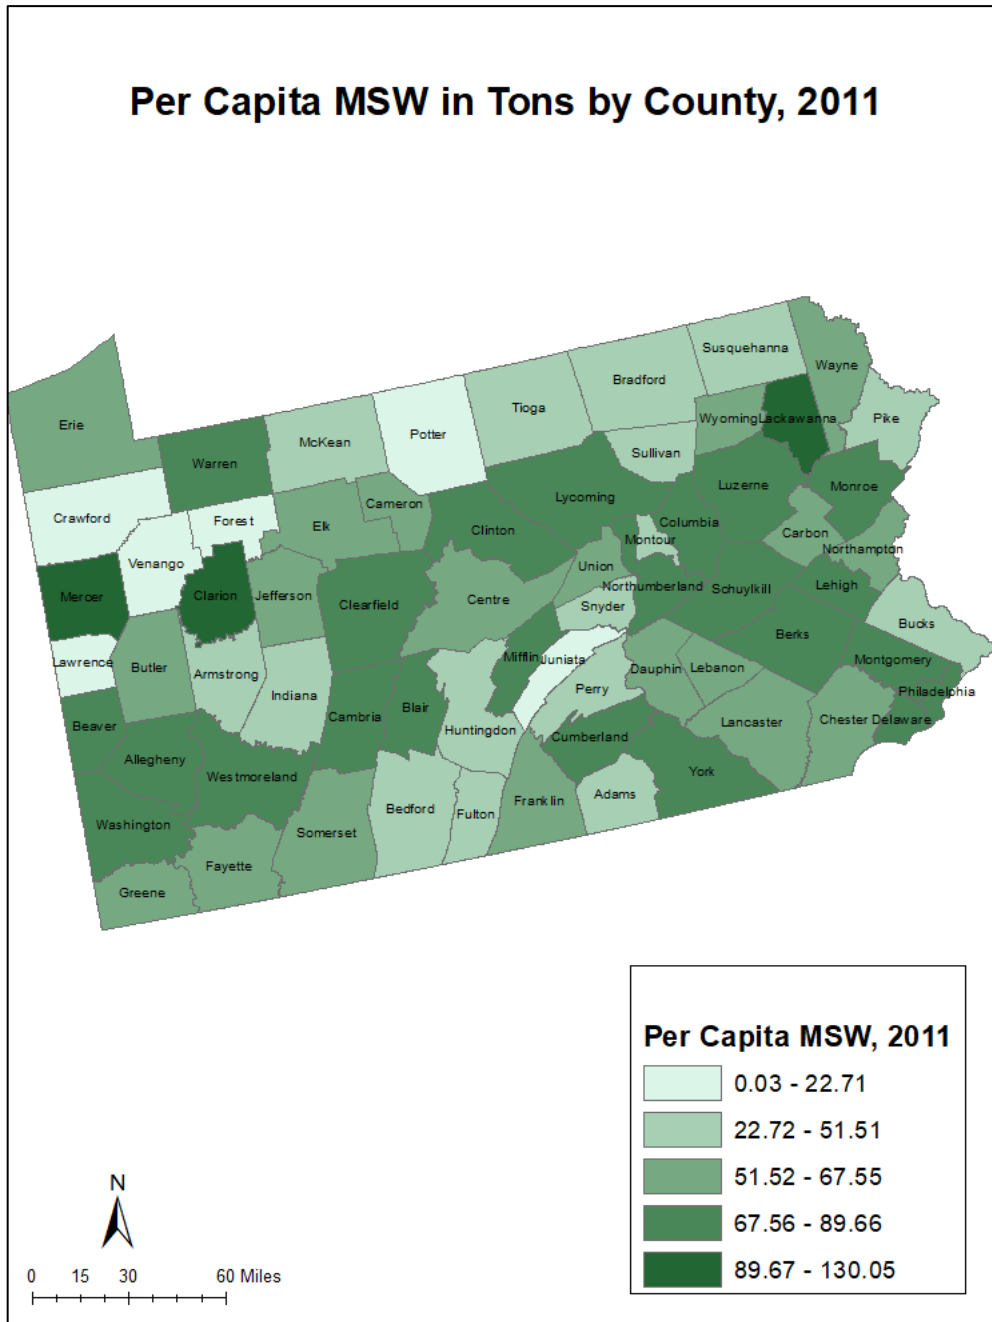 Per Capita MSW in Tons by County, 2011
Susquehanna
Wayne
Bradford
Tioga
Potter
Wyoming
Lackawanna
Pike
Erie
McKean
Sullivan
Warren
Luzerne
Monroe
Lycoming
Cameron
Crawford
Forest
Elk
Clinton
Columbia
Carbon
Montour
Northampton
Venango
Union
Mercer
Clarion
Jefferson
Clearfield
Centre
Northumberland
Schuylkill
Lehigh
Snyder
Bucks
Berks
Lawrence
Butler
Armstrong
Mifflin
Juniata
Montgomery
Dauphin
Lebanon
Indiana
Perry
Philadelphia
Blair
Cambria
Beaver
Huntingdon
Lancaster
Chester
Delaware
Cumberland
Allegheny
Westmoreland
York
Adams
Franklin
Bedford
Fulton
Washington
Somerset
Fayette
Greene
Per Capita MSW, 2011
0.03 - 22.71
22.72 - 51.51
51.52 - 67.55
67.56 - 89.66
89.67 - 130.05
N
0 15 30 60 Miles